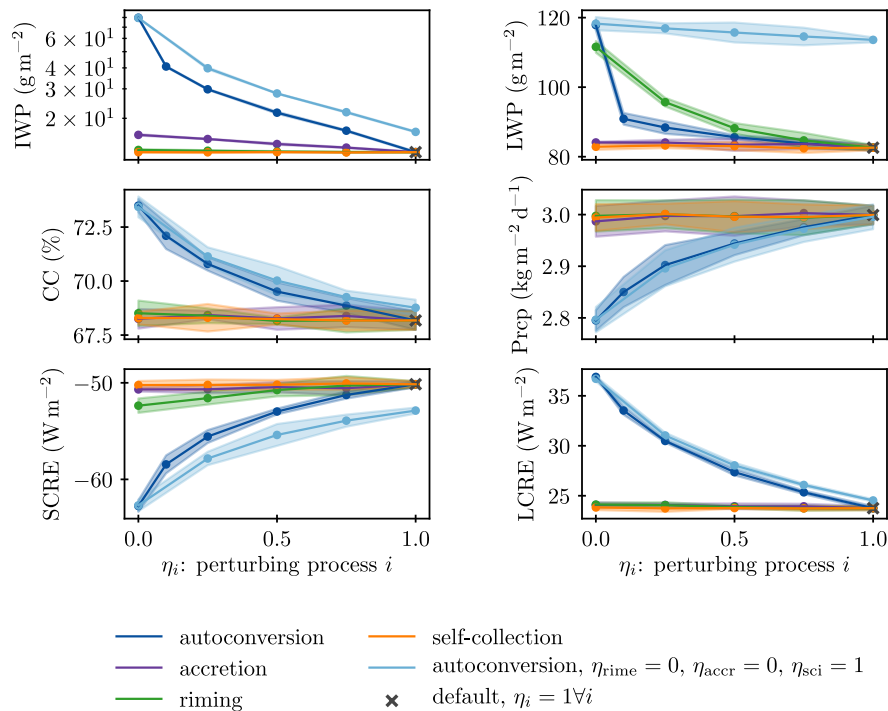 6 × 10¹
4 × 10¹
3 × 10¹
2 × 10¹
IWP (g m⁻²)
120
100
80
LWP (g m⁻²)
72.5
70.0
67.5
CC (%)
3.0
2.9
2.8
Prcp (kg m⁻² d⁻¹)
−50
−60
SCRE (W m⁻²)
0.0 0.5 1.0
ηᵢ: perturbing process i
35
30
25
LCRE (W m⁻²)
0.0 0.5 1.0
ηᵢ: perturbing process i
autoconversion
accretion
riming
self-collection
autoconversion, η_rime = 0, η_accr = 0, η_sci = 1
default, ηᵢ = 1∀i